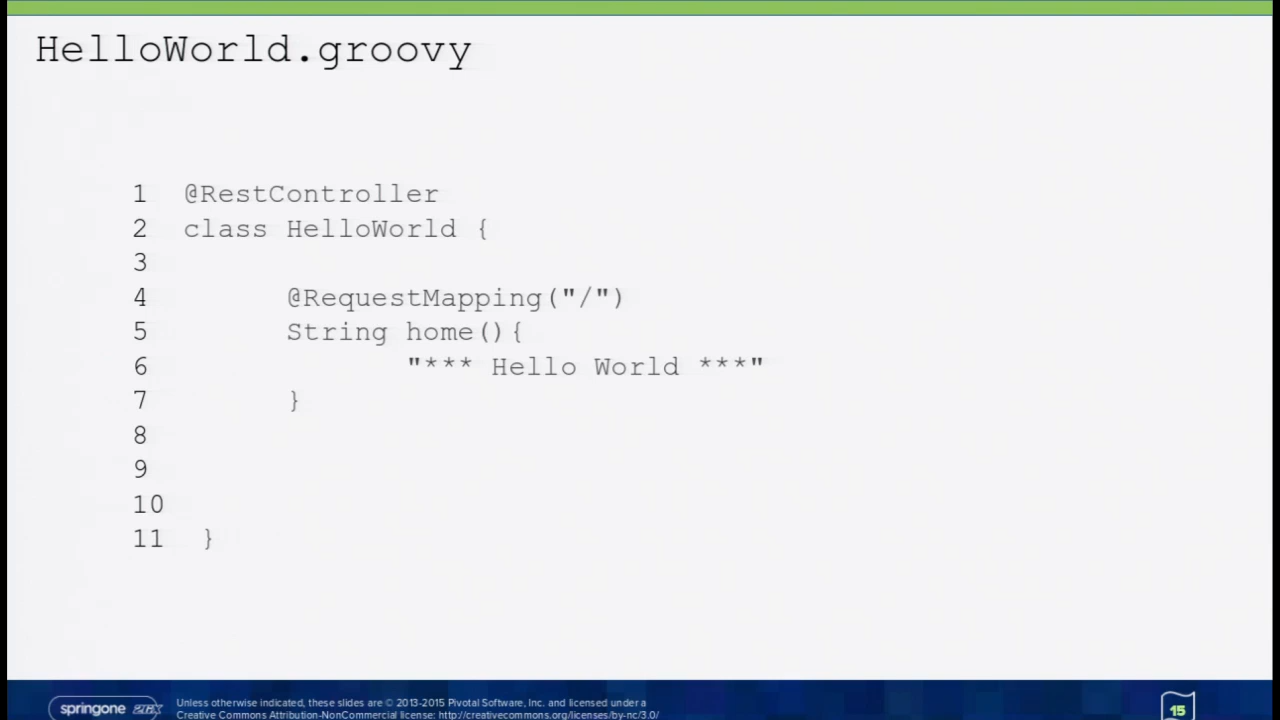 HelloWorld.groovy
1 @RestController
2 class HelloWorld {
3
4 @RequestMapping("/")
5 String home(){
6 "*** Hello World ***"
7 }
8
9
10
11 }
springone 2GX
Unless otherwise indicated, these slides are © 2013-2015 Pivotal Software, Inc. and licensed under a
Creative Commons Attribution-NonCommercial license: http://creativecommons.org/licenses/by-nc/3.0/
15